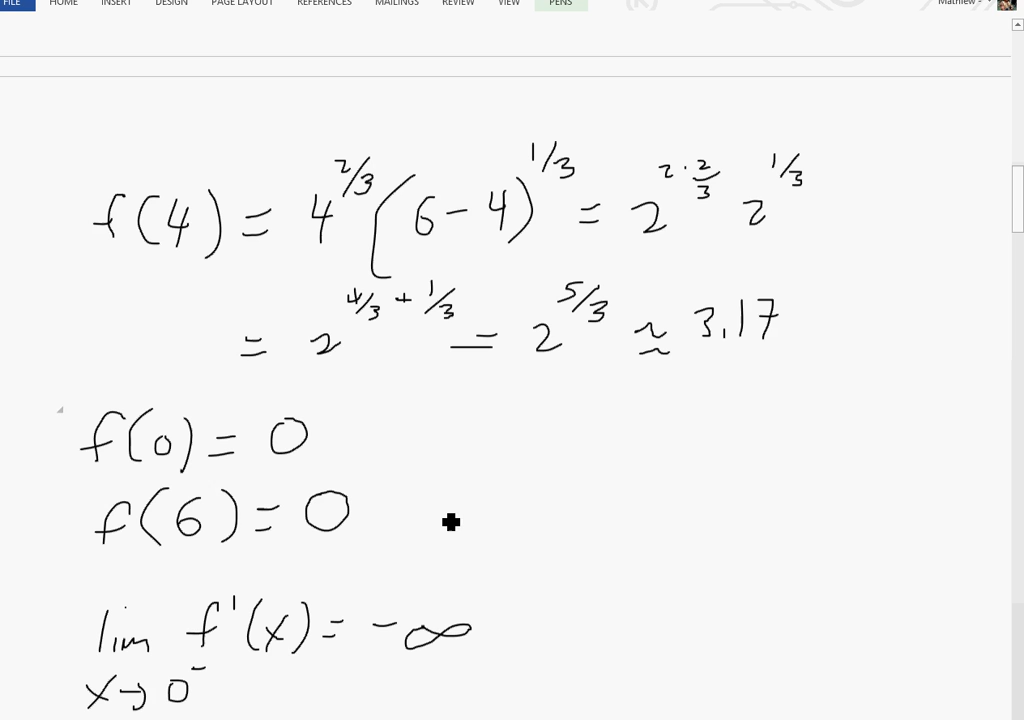 FILE HOME INSERT DESIGN PAGE LAYOUT REFERENCES MAILINGS REVIEW VIEW PENS Mathew
f(4) = 4^{2/3} (6-4)^{1/3} = 2^{2·2/3} 2^{1/3}
= 2^{4/3 + 1/3} = 2^{5/3} ≈ 3.17
f(0) = 0
f(6) = 0
lim f'(x) = -∞
x→0⁻